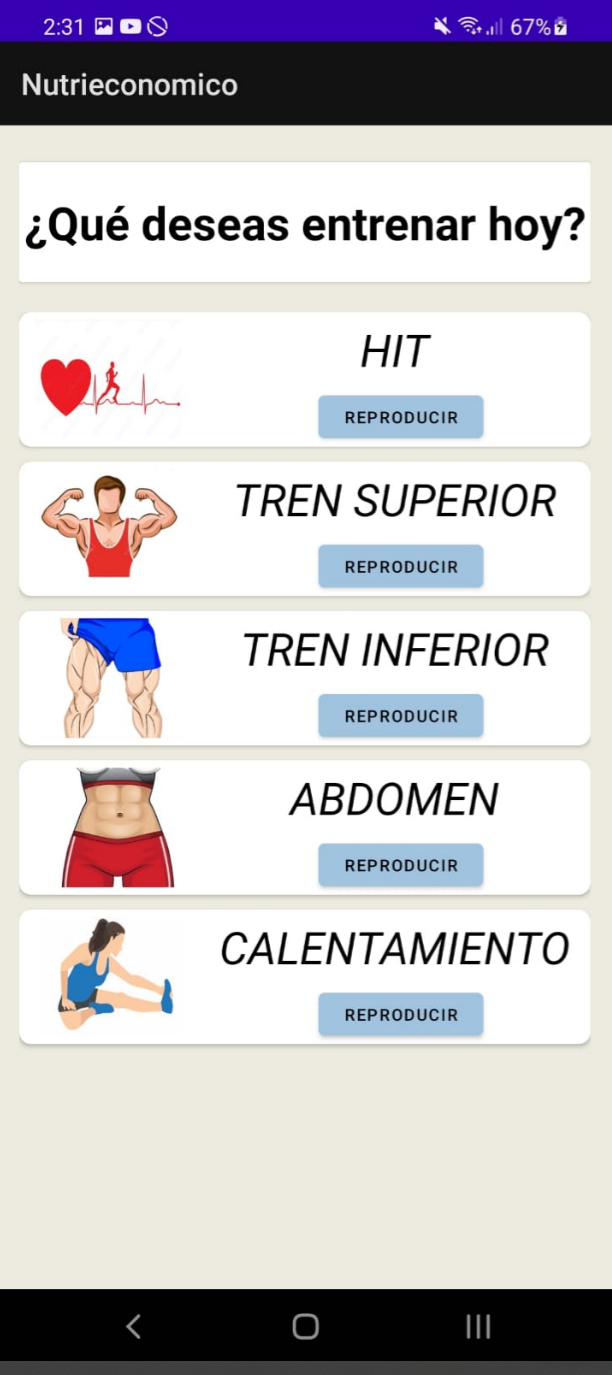 2:31
67%
Nutrieconomico
¿Qué deseas entrenar hoy?
HIT
REPRODUCIR
TREN SUPERIOR
REPRODUCIR
TREN INFERIOR
REPRODUCIR
ABDOMEN
REPRODUCIR
CALENTAMIENTO
REPRODUCIR